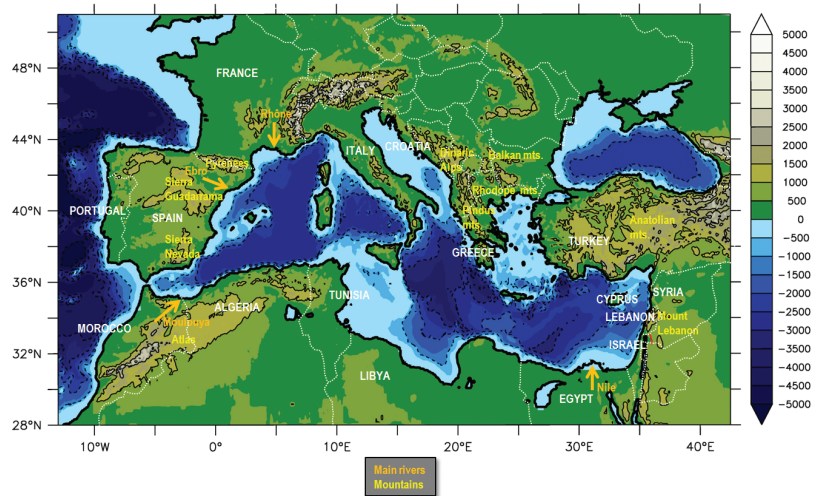 48°N
44°N
40°N
36°N
32°N
28°N
FRANCE
Rhône
ITALY
CROATIA
Dinaric
Alps
Balkan mts.
Pyrenees
Ebro
Sierra
Guadarrama
Rhodope mts.
PORTUGAL
SPAIN
Pindus
mts.
Anatolian
mts.
TURKEY
Sierra
Nevada
GREECE
CYPRUS
SYRIA
TUNISIA
ALGERIA
LEBANON
Mount
Lebanon
MOROCCO
Moulouya
Atlas
ISRAEL
LIBYA
EGYPT
Nile
10°W
0°
10°E
20°E
30°E
40°E
5000
4500
4000
3500
3000
2500
2000
1500
1000
500
0
−500
−1000
−1500
−2000
−2500
−3000
−3500
−4000
−4500
−5000
Main rivers
Mountains